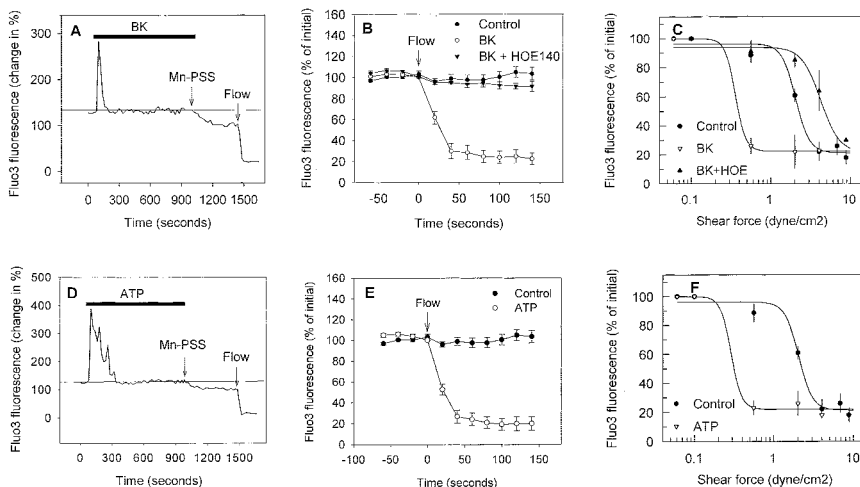 A
BK
Mn-PSS
Flow
Fluo3 fluorescence (change in %)
300
200
100
0
0 300 600 900 1200 1500
Time (seconds)
B
Flow
Control
BK
BK + HOE140
Fluo3 fluorescence (% of initial)
160
140
120
100
80
60
40
20
0
-50 0 50 100 150
Time (seconds)
C
Control
BK
BK+HOE
Fluo3 fluorescence (% of initial)
120
100
80
60
40
20
0
0.1 1 10
Shear force (dyne/cm2)
D
ATP
Mn-PSS
Flow
Fluo3 fluorescence (change in %)
500
400
300
200
100
0
0 300 600 900 1200 1500
Time (seconds)
E
Flow
Control
ATP
Fluo3 fluorescence (% of initial)
160
140
120
100
80
60
40
20
0
-100 -50 0 50 100 150
Time (seconds)
F
Control
ATP
Fluo3 fluorescence (% of initial)
120
100
80
60
40
20
0
0.1 1 10
Shear force (dyne/cm2)